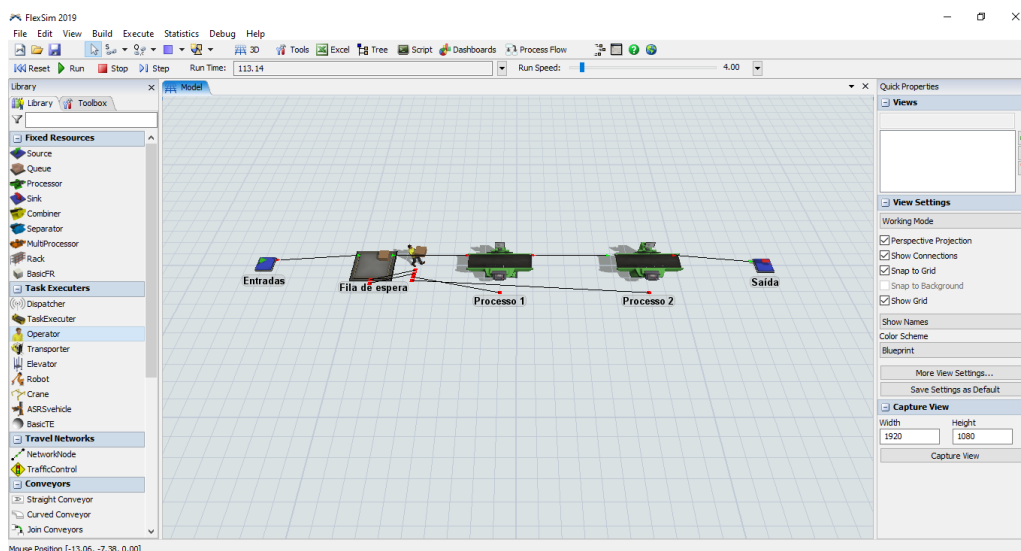 FlexSim 2019
File Edit View Build Execute Statistics Debug Help
3D Tools Excel Tree Script Dashboards Process Flow
Reset Run Stop Step Run Time: 113.14 Run Speed: 4.00
Library
Model
Quick Properties
Library Toolbox
Fixed Resources
Source
Queue
Processor
Sink
Combiner
Separator
MultiProcessor
Rack
BasicFR
Task Executers
Dispatcher
TaskExecuter
Operator
Transporter
Elevator
Robot
Crane
ASRSvehicle
BasicTE
Travel Networks
NetworkNode
TrafficControl
Conveyors
Straight Conveyor
Curved Conveyor
Join Conveyors
Entradas
Fila de espera
Processo 1
Processo 2
Saída
Views
View Settings
Working Mode
Perspective Projection
Show Connections
Snap to Grid
Snap to Background
Show Grid
Show Names
Color Scheme
Blueprint
More View Settings...
Save Settings as Default
Capture View
Width Height
1920 1080
Capture View
Mouse Position [-13.06, -7.38, 0.00]